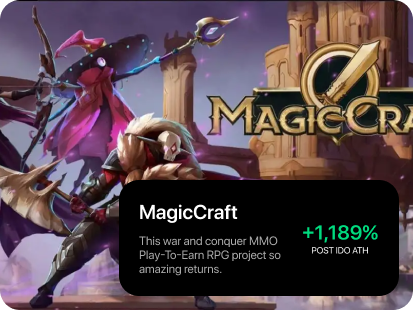 MAGICCRA
MagicCraft
This war and conquer MMO
Play-To-Earn RPG project so
amazing returns.
+1,189%
POST IDO ATH